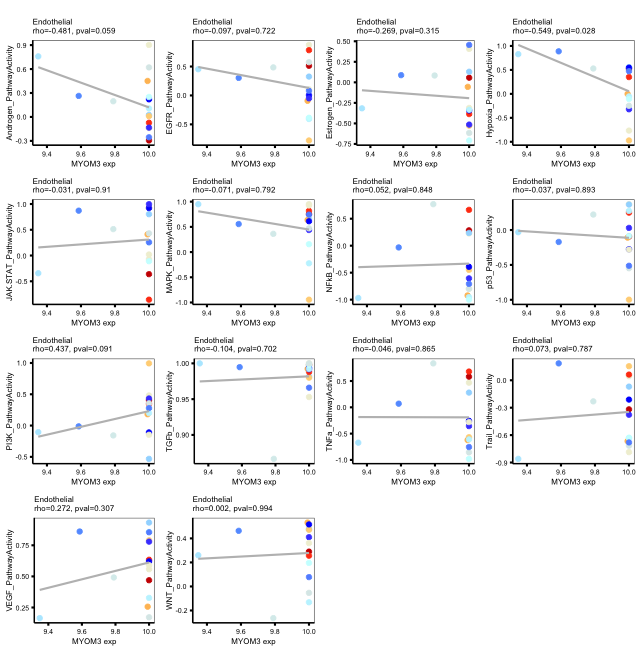 Endothelial
rho=-0.481, pval=0.059
Androgen_PathwayActivity
0.9
0.5
0.1
-0.3
9.4
9.6
9.8
10.0
MYOM3 exp
Endothelial
rho=-0.097, pval=0.722
EGFR_PathwayActivity
0.5
0.0
-0.5
9.4
9.6
9.8
10.0
MYOM3 exp
Endothelial
rho=-0.269, pval=0.315
Estrogen_PathwayActivity
0.50
0.25
0.00
-0.25
-0.50
-0.75
9.4
9.6
9.8
10.0
MYOM3 exp
Endothelial
rho=-0.549, pval=0.028
Hypoxia_PathwayActivity
1.0
0.5
0.0
-0.5
-1.0
9.4
9.6
9.8
10.0
MYOM3 exp
Endothelial
rho=-0.031, pval=0.91
JAK.STAT_PathwayActivity
1.0
0.5
0.0
-0.5
9.4
9.6
9.8
10.0
MYOM3 exp
Endothelial
rho=-0.071, pval=0.792
MAPK_PathwayActivity
1.0
0.5
0.0
-0.5
-1.0
9.4
9.6
9.8
10.0
MYOM3 exp
Endothelial
rho=0.052, pval=0.848
NFkB_PathwayActivity
0.5
0.0
-0.5
-1.0
9.4
9.6
9.8
10.0
MYOM3 exp
Endothelial
rho=-0.037, pval=0.893
p53_PathwayActivity
0.5
0.0
-0.5
-1.0
9.4
9.6
9.8
10.0
MYOM3 exp
Endothelial
rho=0.437, pval=0.091
PI3K_PathwayActivity
1.0
0.5
0.0
-0.5
9.4
9.6
9.8
10.0
MYOM3 exp
Endothelial
rho=-0.104, pval=0.702
TGFb_PathwayActivity
1.00
0.95
0.90
9.4
9.6
9.8
10.0
MYOM3 exp
Endothelial
rho=-0.046, pval=0.865
TNFa_PathwayActivity
0.5
0.0
-0.5
-1.0
9.4
9.6
9.8
10.0
MYOM3 exp
Endothelial
rho=0.073, pval=0.787
Trail_PathwayActivity
0.0
-0.3
-0.6
-0.9
9.4
9.6
9.8
10.0
MYOM3 exp
Endothelial
rho=0.272, pval=0.307
VEGF_PathwayActivity
0.75
0.50
0.25
9.4
9.6
9.8
10.0
MYOM3 exp
Endothelial
rho=0.002, pval=0.994
WNT_PathwayActivity
0.4
0.2
0.0
-0.2
9.4
9.6
9.8
10.0
MYOM3 exp